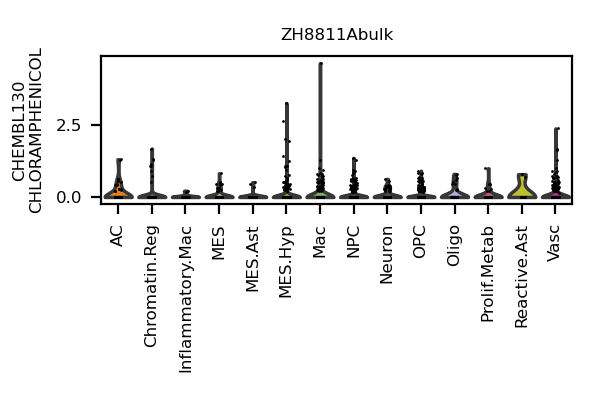 ZH8811Abulk
CHEMBL130
CHLORAMPHENICOL
2.5
0.0
AC
Chromatin.Reg
Inflammatory.Mac
MES
MES.Ast
MES.Hyp
Mac
NPC
Neuron
OPC
Oligo
Prolif.Metab
Reactive.Ast
Vasc